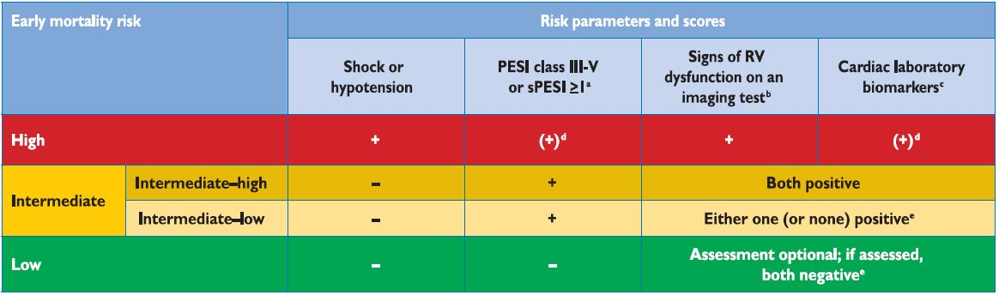 Early mortality risk
Risk parameters and scores
Shock or
hypotension
PESI class III-V
or sPESI ≥Iᵃ
Signs of RV
dysfunction on an
imaging testᵇ
Cardiac laboratory
biomarkersᶜ
High
+
(+)ᵈ
+
(+)ᵈ
Intermediate
Intermediate–high
–
+
Both positive
Intermediate–low
–
+
Either one (or none) positiveᵉ
Low
–
–
Assessment optional; if assessed,
both negativeᵉ